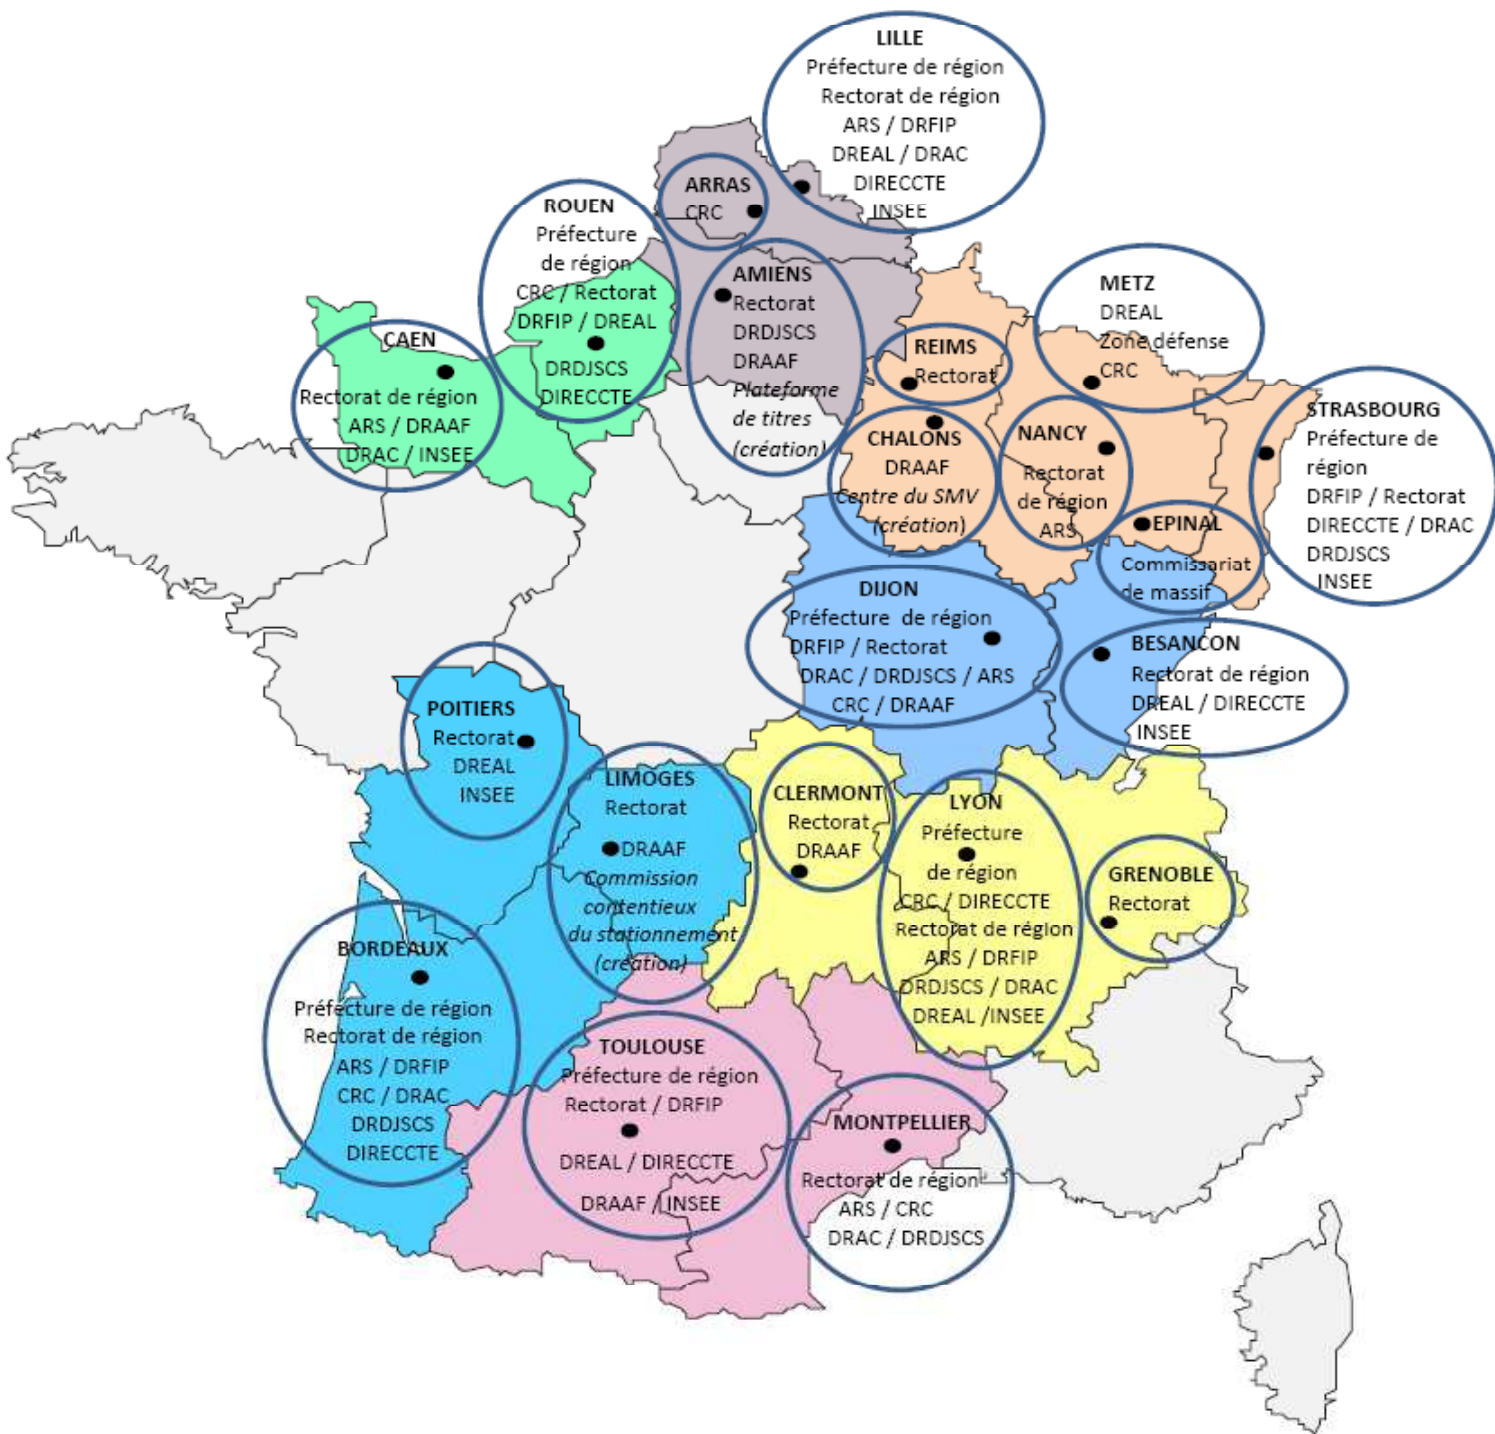 LILLE
Préfecture de région
Rectorat de région
ARS / DRFIP
DREAL / DRAC
DIRECCTE
INSEE
ARRAS
CRC
ROUEN
Préfecture
de région
CRC / Rectorat
DRFIP / DREAL
DRDJSCS
DIRECCTE
AMIENS
Rectorat
DRDJSCS
DRAAF
Plateforme
de titres
(création)
METZ
DREAL
Zone défense
CRC
CAEN
Rectorat de région
ARS / DRAAF
DRAC / INSEE
REIMS
Rectorat
STRASBOURG
Préfecture de
région
DRFIP / Rectorat
DIRECCTE / DRAC
DRDJSCS
INSEE
CHALONS
DRAAF
Centre du SMV
(création)
NANCY
Rectorat
de région
ARS
EPINAL
Commissariat
de massif
DIJON
Préfecture de région
DRFIP / Rectorat
DRAC / DRDJSCS / ARS
CRC / DRAAF
BESANCON
Rectorat de région
DREAL / DIRECCTE
INSEE
POITIERS
Rectorat
DREAL
INSEE
LIMOGES
Rectorat
DRAAF
Commission
contentieux
du stationnement
(création)
CLERMONT
Rectorat
DRAAF
LYON
Préfecture
de région
CRC / DIRECCTE
Rectorat de région
ARS / DRFIP
DRDJSCS / DRAC
DREAL /INSEE
GRENOBLE
Rectorat
BORDEAUX
Préfecture de région
Rectorat de région
ARS / DRFIP
CRC / DRAC
DRDJSCS
DIRECCTE
TOULOUSE
Préfecture de région
Rectorat / DRFIP
DREAL / DIRECCTE
DRAAF / INSEE
MONTPELLIER
Rectorat de région
ARS / CRC
DRAC / DRDJSCS